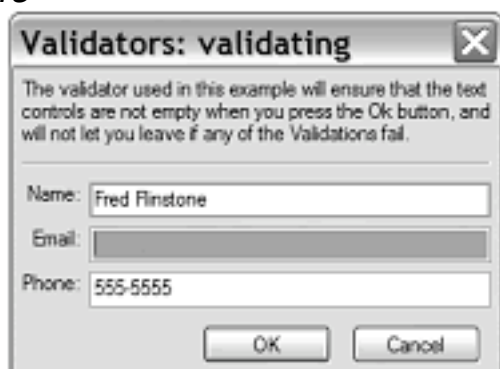 Validators: validating
The validator used in this example will ensure that the text
controls are not empty when you press the Ok button, and
will not let you leave if any of the Validations fail.
Name: Fred Flinstone
Email:
Phone: 555-5555
OK Cancel